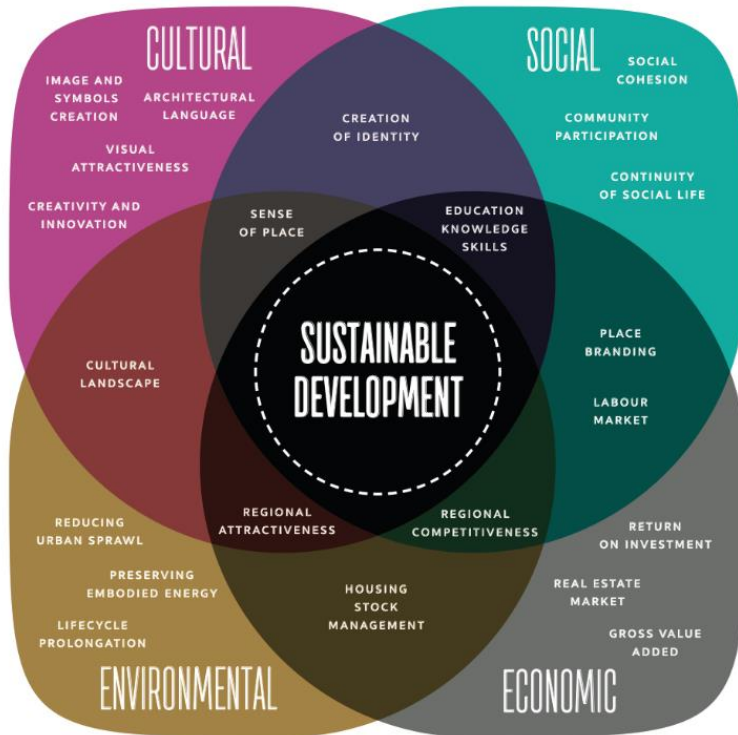 CULTURAL
SOCIAL
IMAGE AND
SYMBOLS
CREATION
ARCHITECTURAL
LANGUAGE
VISUAL
ATTRACTIVENESS
CREATIVITY AND
INNOVATION
CREATION
OF IDENTITY
SOCIAL
COHESION
COMMUNITY
PARTICIPATION
CONTINUITY
OF SOCIAL LIFE
SENSE
OF PLACE
EDUCATION
KNOWLEDGE
SKILLS
CULTURAL
LANDSCAPE
SUSTAINABLE
DEVELOPMENT
PLACE
BRANDING
LABOUR
MARKET
REGIONAL
ATTRACTIVENESS
REGIONAL
COMPETITIVENESS
REDUCING
URBAN SPRAWL
PRESERVING
EMBODIED ENERGY
LIFECYCLE
PROLONGATION
HOUSING
STOCK
MANAGEMENT
RETURN
ON INVESTMENT
REAL ESTATE
MARKET
GROSS VALUE
ADDED
ENVIRONMENTAL
ECONOMIC